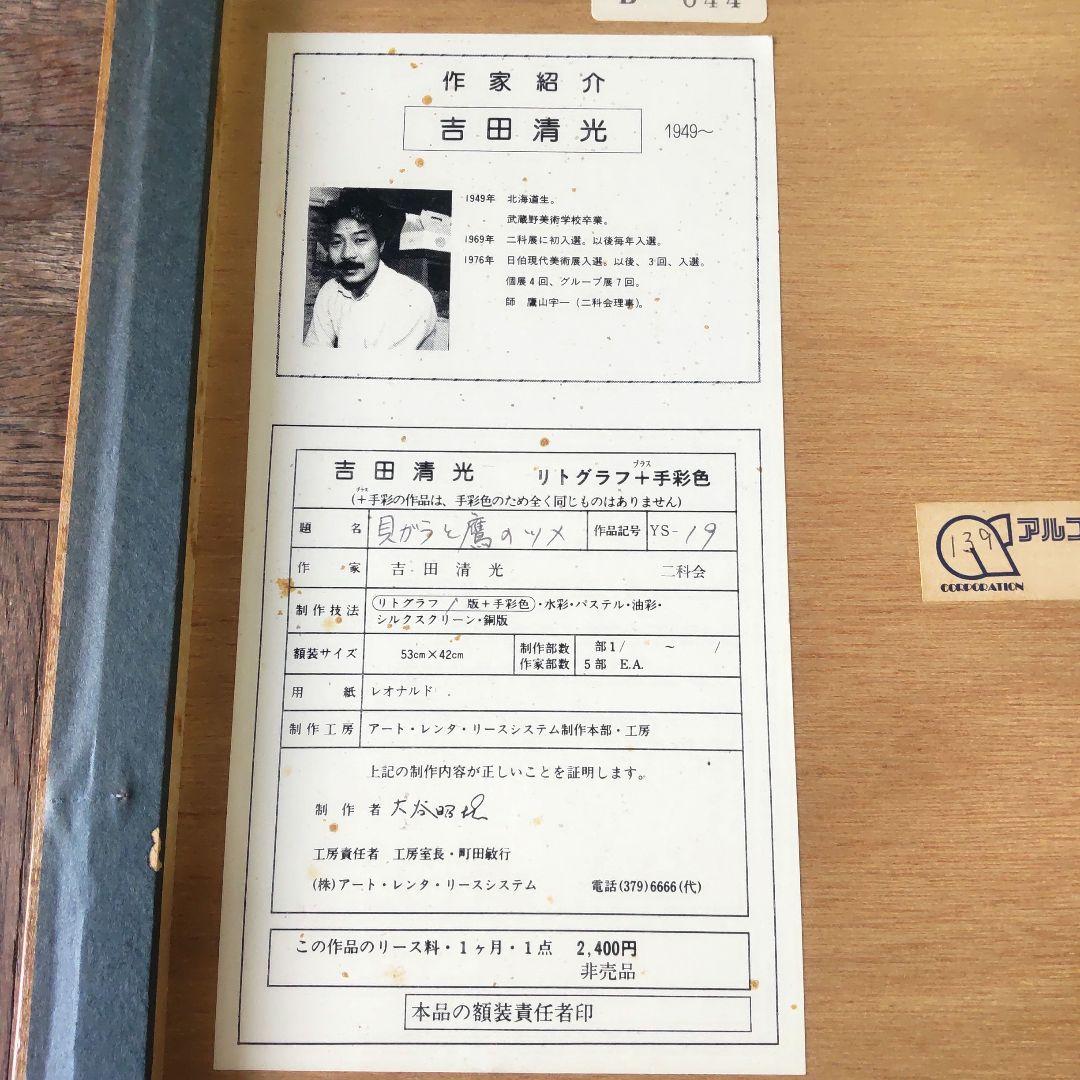 644
作家紹介
吉田清光 1949〜
1949年 北海道生。
武蔵野美術学校卒業。
1969年 二科展に初入選。以後毎年入選。
1976年 日伯現代美術展入選。以後、3回、入選。
個展4回、グループ展7回。
師 鷹山宇一(二科会理事)。
吉田清光 リトグラフ+手彩色
プラス
(+手彩の作品は、手彩色のため全く同じものはありません)
プラス
題名 貝がらと鷹のツメ 作品記号 YS-19
作家 吉田清光 二科会
制作技法 リトグラフ / 版+手彩色・水彩・パステル・油彩・
シルクスクリーン・銅版
額装サイズ 53cm×42cm 制作部数 部1/ 〜 /
作家部数 5部 E.A.
用紙 レオナルド
制作工房 アート・レンタ・リースシステム制作本部・工房
上記の制作内容が正しいことを証明します。
制作者 大谷昭
工房責任者 工房室長・町田敏行
(株)アート・レンタ・リースシステム 電話(379)6666(代)
この作品のリース料・1ヶ月・1点 2,400円
非売品
本品の額装責任者印
139 アルコ
CORPORATION